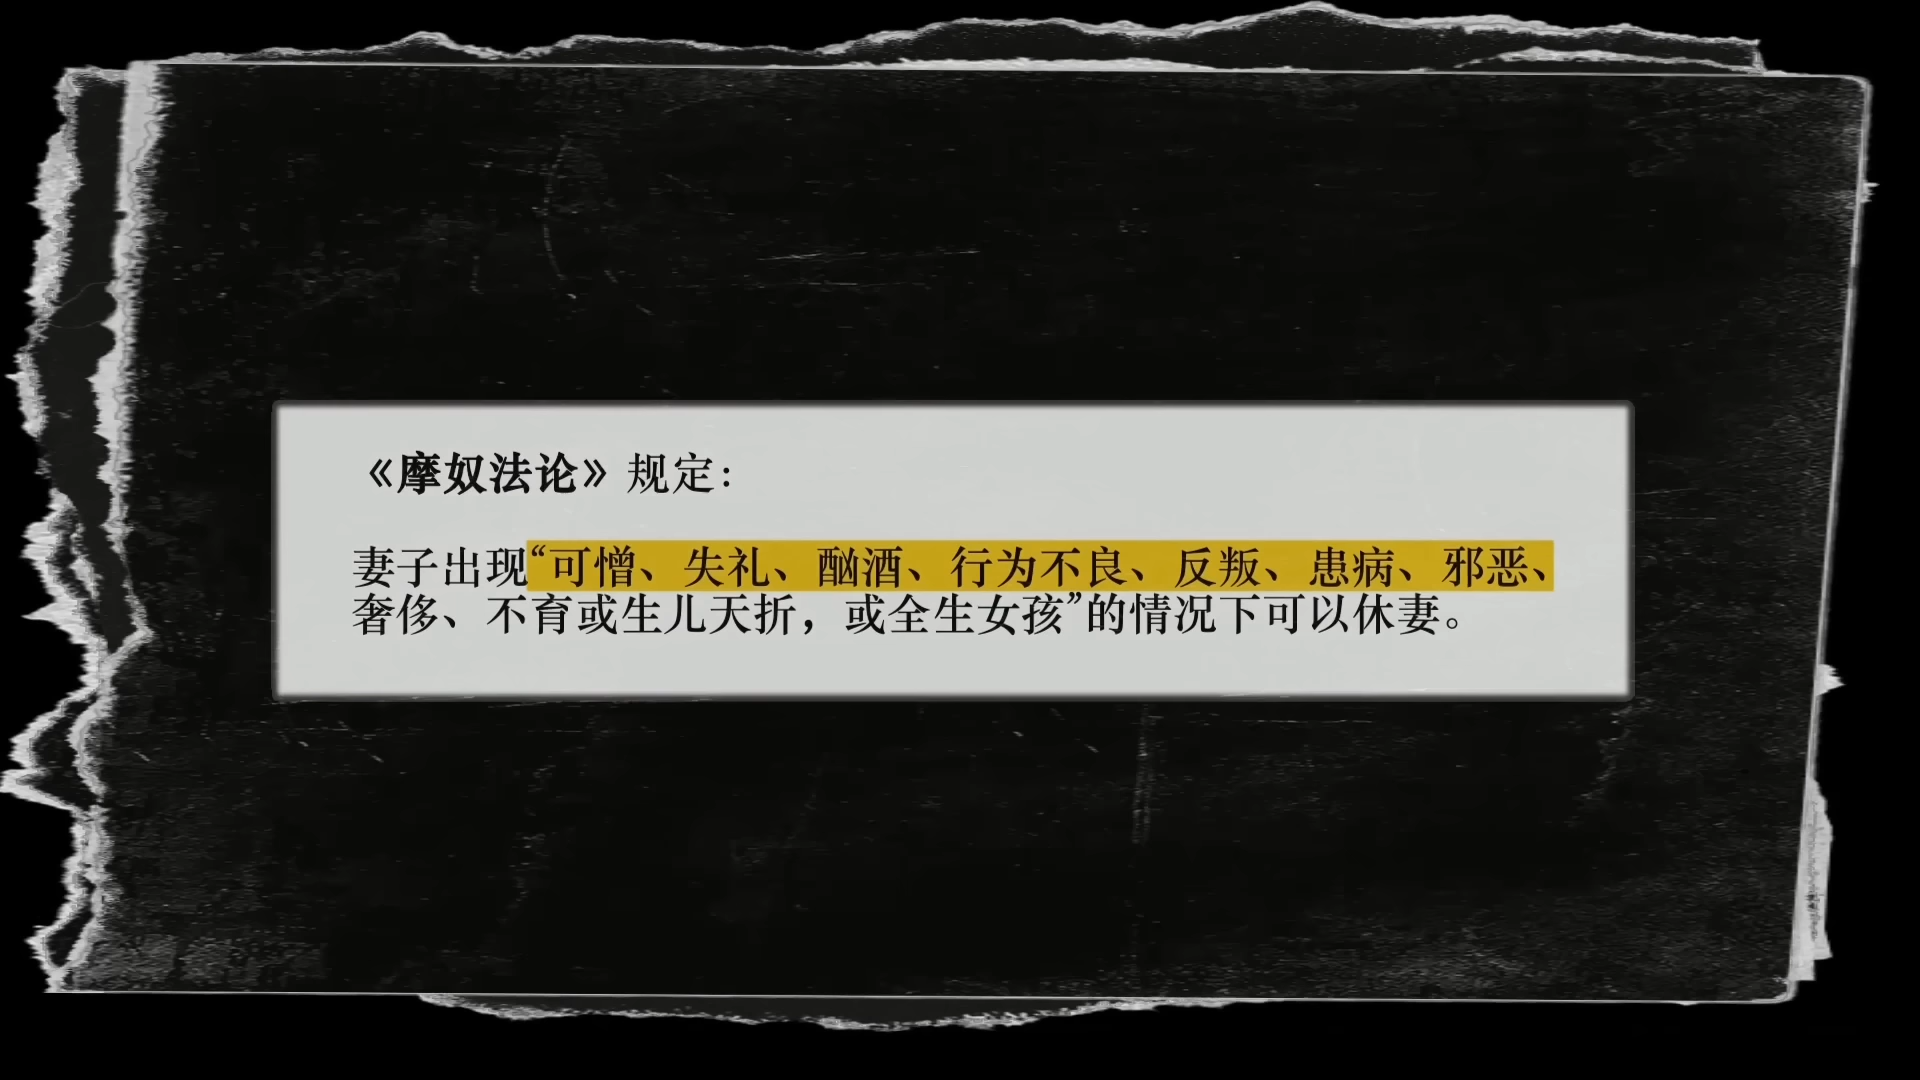 《摩奴法论》规定：
妻子出现“可憎、失礼、酗酒、行为不良、反叛、患病、邪恶、
奢侈、不育或生儿夭折，或全生女孩”的情况下可以休妻。